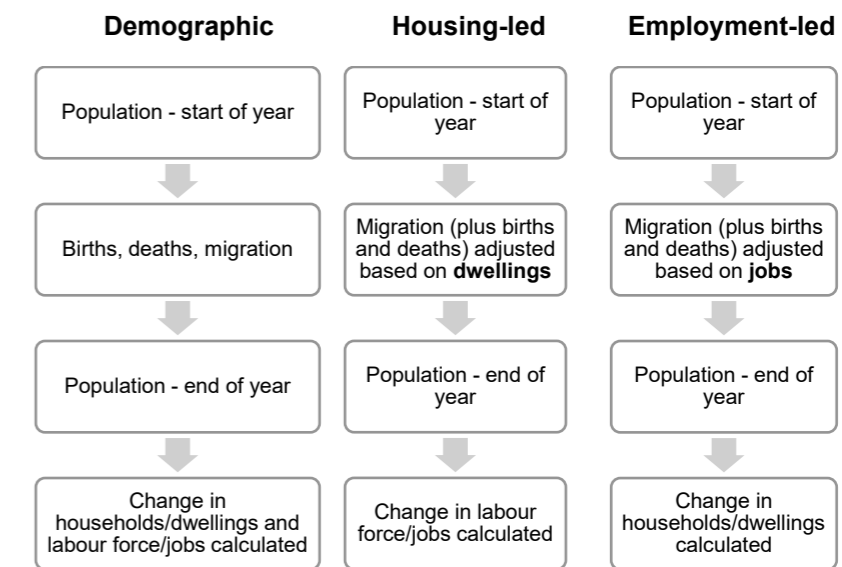 Demographic
Housing-led
Employment-led
Population - start of year
Population - start of
year
Population - start of
year
Births, deaths, migration
Migration (plus births
and deaths) adjusted
based on dwellings
Migration (plus births
and deaths) adjusted
based on jobs
Population - end of year
Population - end of
year
Population - end of
year
Change in
households/dwellings and
labour force/jobs calculated
Change in labour
force/jobs calculated
Change in
households/dwellings
calculated